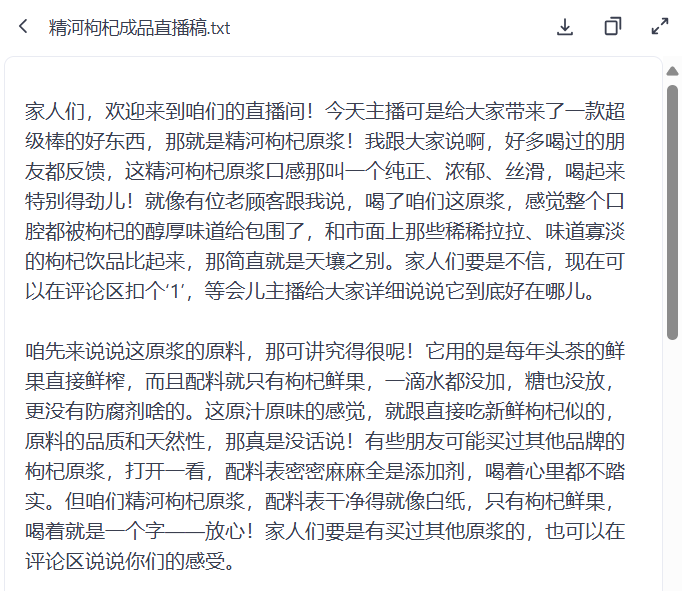 精河枸杞成品直播稿.txt
家人们，欢迎来到咱们的直播间！今天主播可是给大家带来了一款超
级棒的好东西，那就是精河枸杞原浆！我跟大家说啊，好多喝过的朋
友都反馈，这精河枸杞原浆口感那叫一个纯正、浓郁、丝滑，喝起来
特别得劲儿！就像有位老顾客跟我说，喝了咱们这原浆，感觉整个口
腔都被枸杞的醇厚味道给包围了，和市面上那些稀稀拉拉、味道寡淡
的枸杞饮品比起来，那简直就是天壤之别。家人们要是不信，现在可
以在评论区扣个‘1’，等会儿主播给大家详细说说它到底好在哪儿。
咱先来说说这原浆的原料，那可讲究得很呢！它用的是每年头茶的鲜
果直接鲜榨，而且配料就只有枸杞鲜果，一滴水都没加，糖也没放，
更没有防腐剂啥的。这原汁原味的感觉，就跟直接吃新鲜枸杞似的，
原料的品质和天然性，那真是没话说！有些朋友可能买过其他品牌的
枸杞原浆，打开一看，配料表密密麻麻全是添加剂，喝着心里都不踏
实。但咱们精河枸杞原浆，配料表干净得就像白纸，只有枸杞鲜果，
喝着就是一个字——放心！家人们要是有买过其他原浆的，也可以在
评论区说说你们的感受。